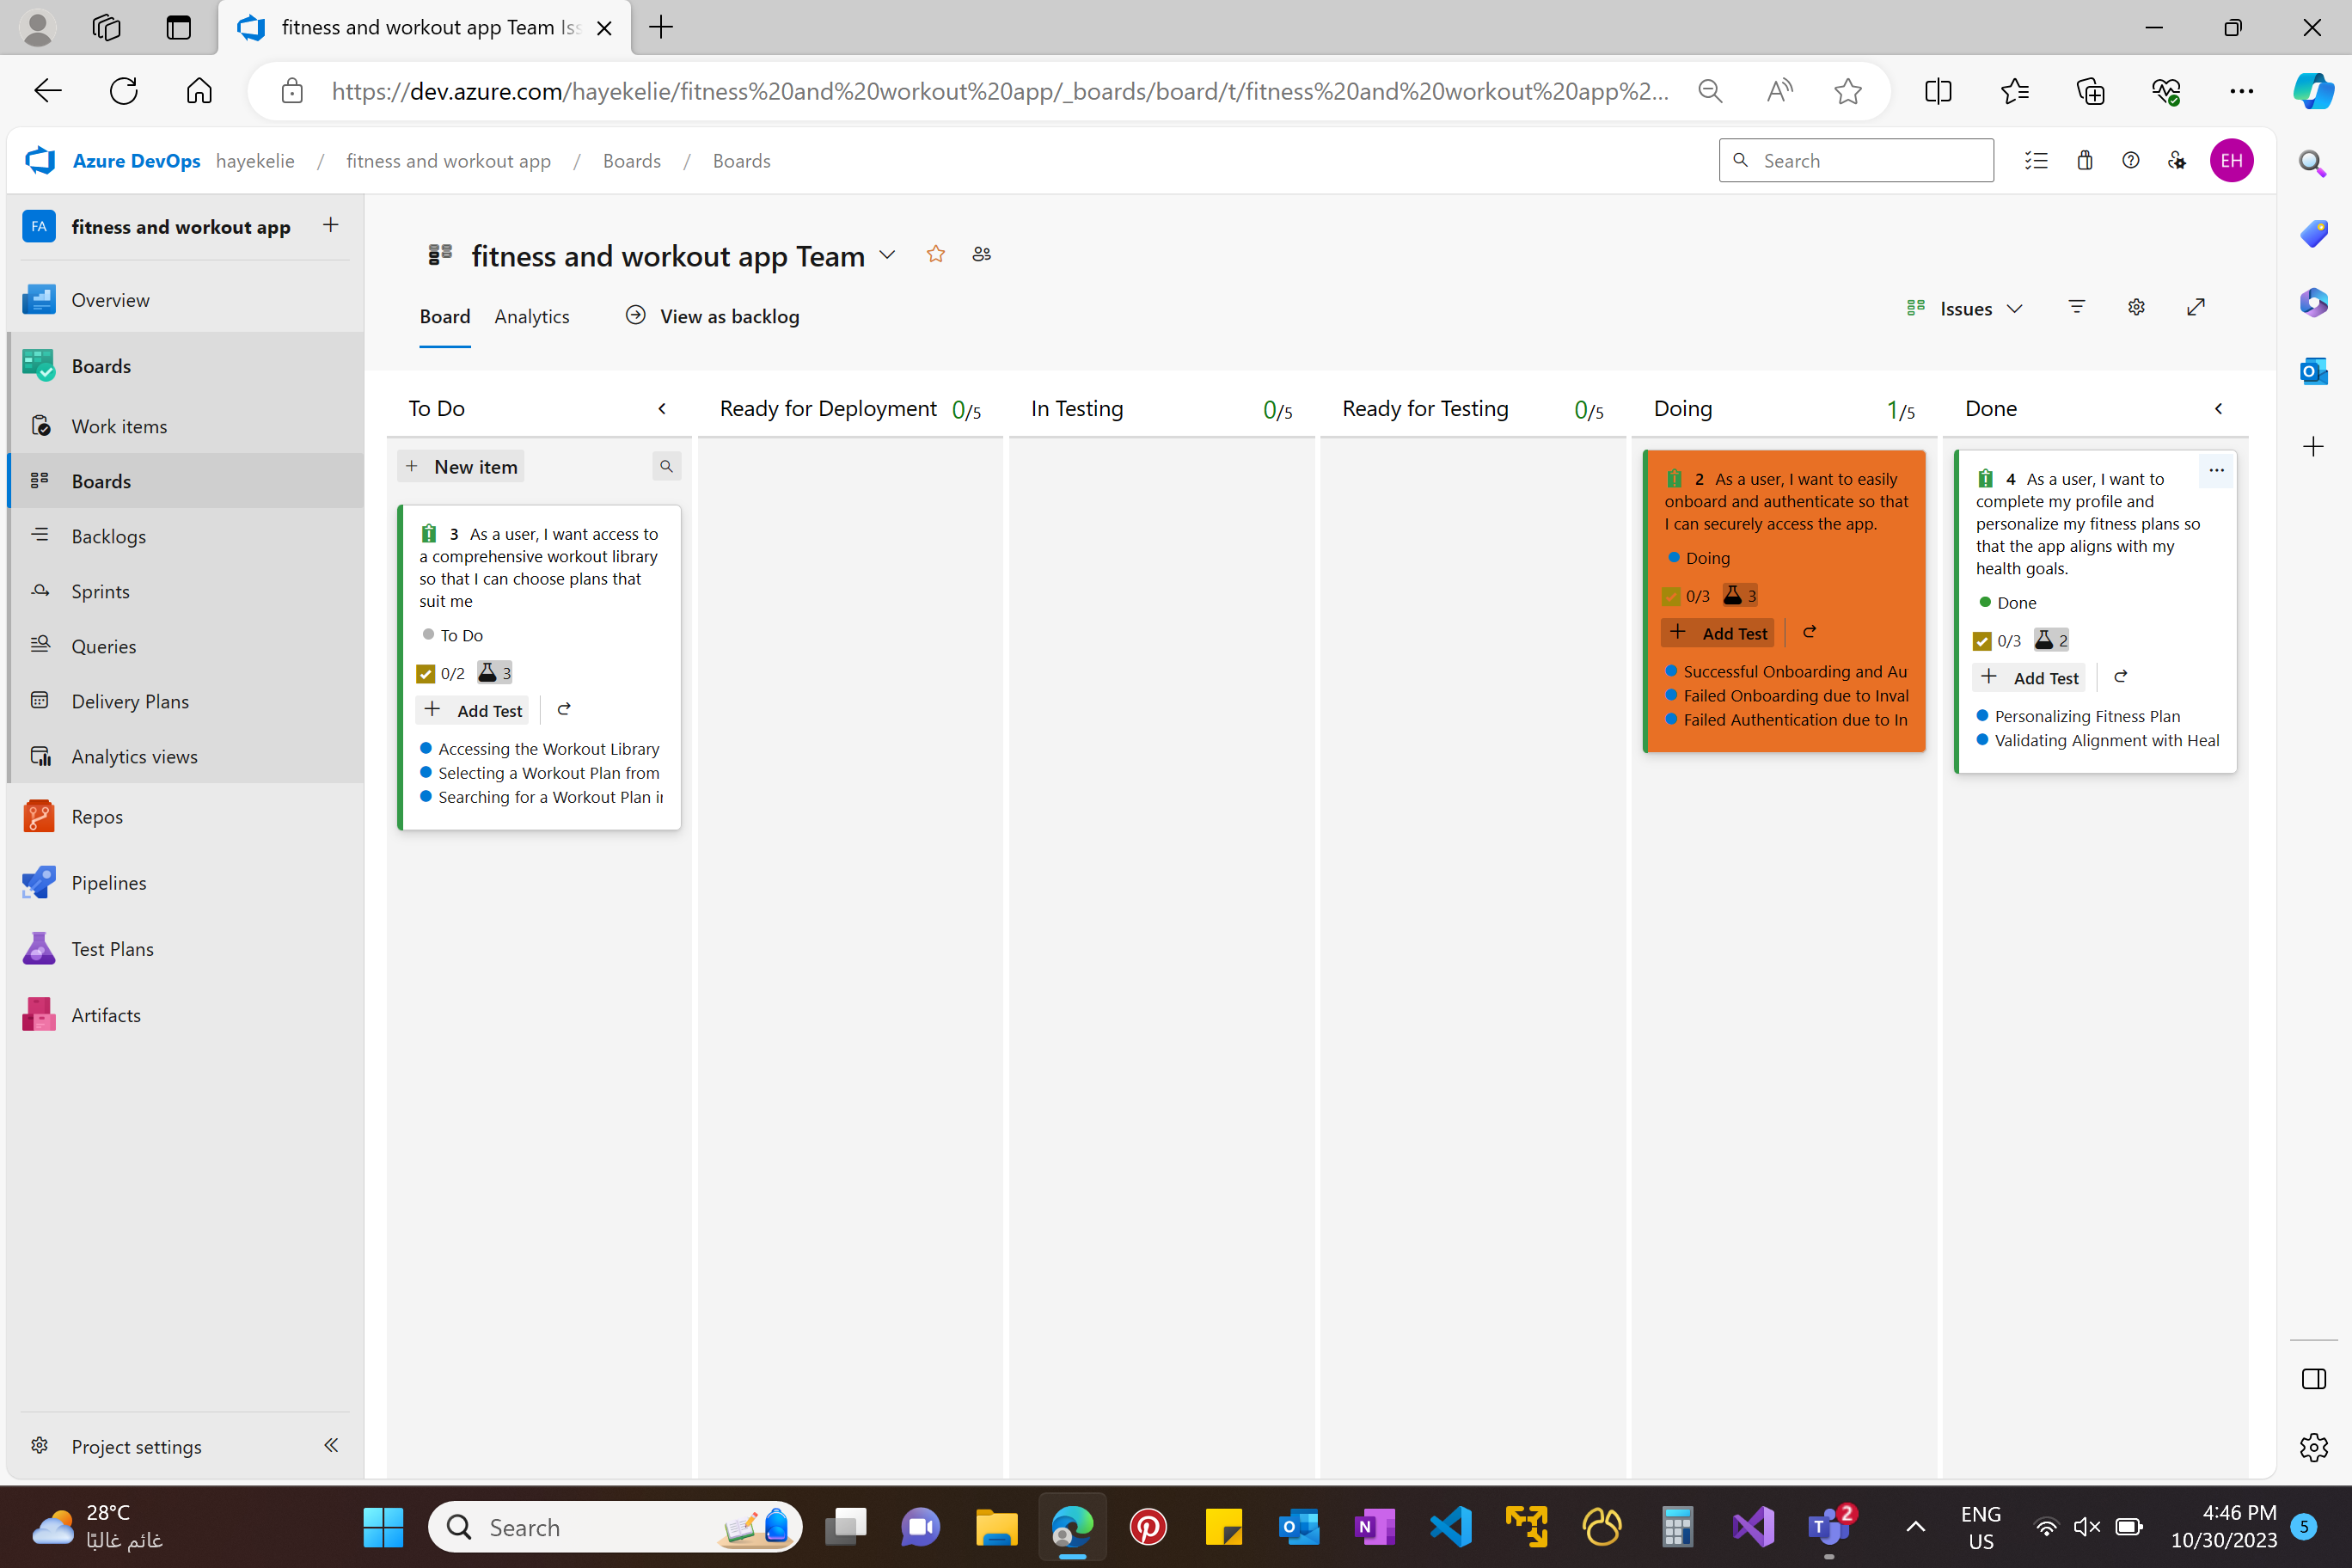 fitness and workout app Team Iss
https://dev.azure.com/hayekelie/fitness%20and%20workout%20app/_boards/board/t/fitness%20and%20workout%20app%2...
Azure DevOps hayekelie / fitness and workout app / Boards / Boards
Search
EH
FA fitness and workout app
Overview
Boards
Work items
Boards
Backlogs
Sprints
Queries
Delivery Plans
Analytics views
Repos
Pipelines
Test Plans
Artifacts
Project settings
fitness and workout app Team
Board Analytics View as backlog
Issues
To Do
New item
3 As a user, I want access to
a comprehensive workout library
so that I can choose plans that
suit me
To Do
0/2 3
Add Test
Accessing the Workout Library
Selecting a Workout Plan from
Searching for a Workout Plan in
Ready for Deployment 0/5
In Testing 0/5
Ready for Testing 0/5
Doing 1/5
2 As a user, I want to easily
onboard and authenticate so that
I can securely access the app.
Doing
0/3 3
Add Test
Successful Onboarding and Au
Failed Onboarding due to Inval
Failed Authentication due to In
Done
4 As a user, I want to
complete my profile and
personalize my fitness plans so
that the app aligns with my
health goals.
Done
0/3 2
Add Test
Personalizing Fitness Plan
Validating Alignment with Heal
28°C
غائم غالبًا
Search
2
ENG
US
4:46 PM
10/30/2023
5